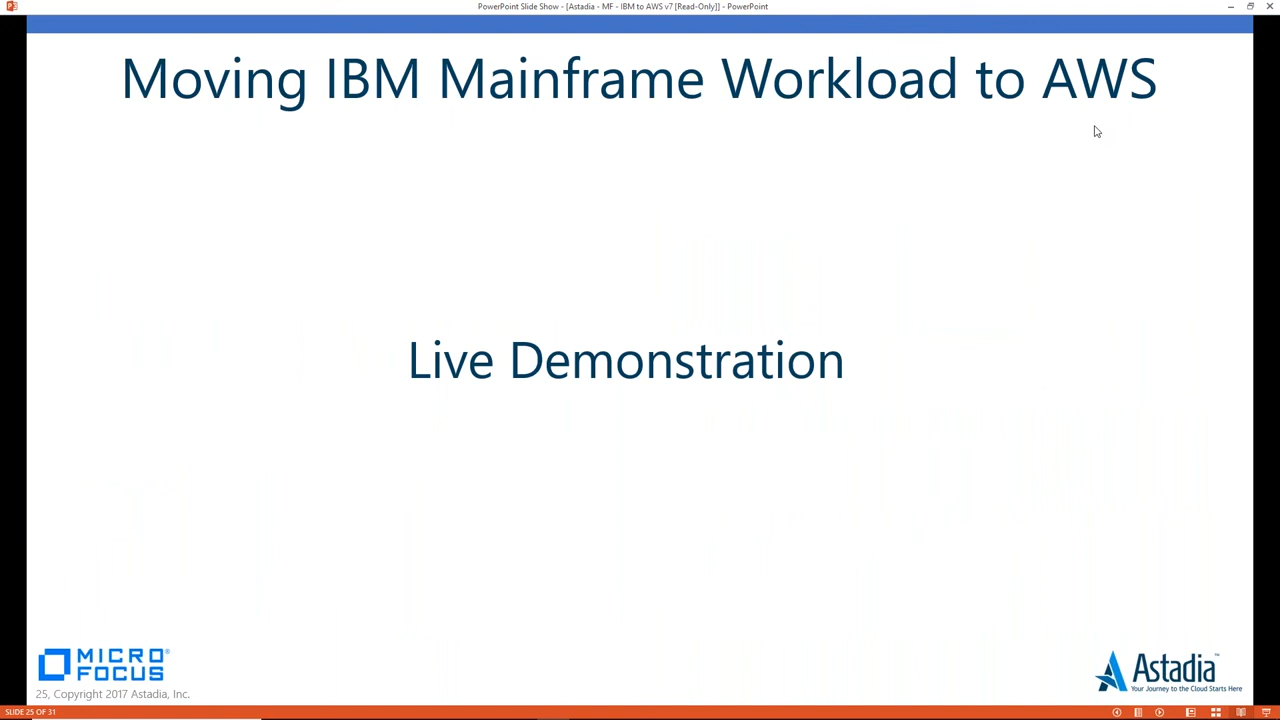 PowerPoint Slide Show - [Astadia - MF - IBM to AWS v7 [Read-Only]] - PowerPoint
Moving IBM Mainframe Workload to AWS
Live Demonstration
MICRO
FOCUS®
25, Copyright 2017 Astadia, Inc.
Astadia™
Your Journey to the Cloud Starts Here
SLIDE 25 OF 31